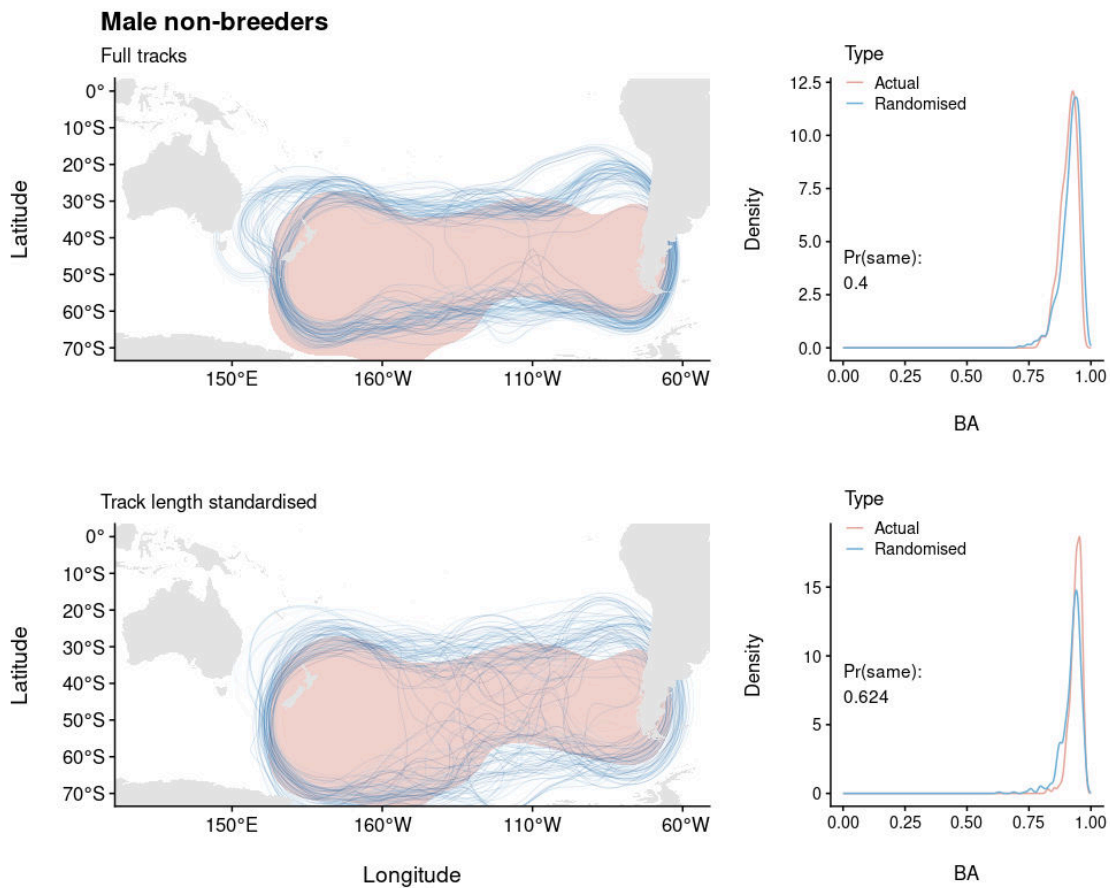 Male non-breeders
Full tracks
Latitude
0°
10°S
20°S
30°S
40°S
50°S
60°S
70°S
150°E
160°W
110°W
60°W
Type
Actual
Randomised
Density
12.5
10.0
7.5
5.0
2.5
0.0
Pr(same):
0.4
0.00
0.25
0.50
0.75
1.00
BA
Track length standardised
Latitude
0°
10°S
20°S
30°S
40°S
50°S
60°S
70°S
150°E
160°W
110°W
60°W
Longitude
Type
Actual
Randomised
Density
15
10
5
0
Pr(same):
0.624
0.00
0.25
0.50
0.75
1.00
BA